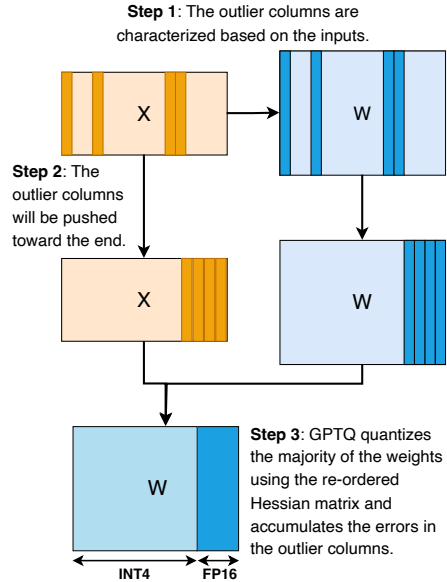 Step 1: The outlier columns are
characterized based on the inputs.
X
W
Step 2: The
outlier columns
will be pushed
toward the end.
X
W
W
Step 3: GPTQ quantizes
the majority of the weights
using the re-ordered
Hessian matrix and
accumulates the errors in
the outlier columns.
INT4
FP16